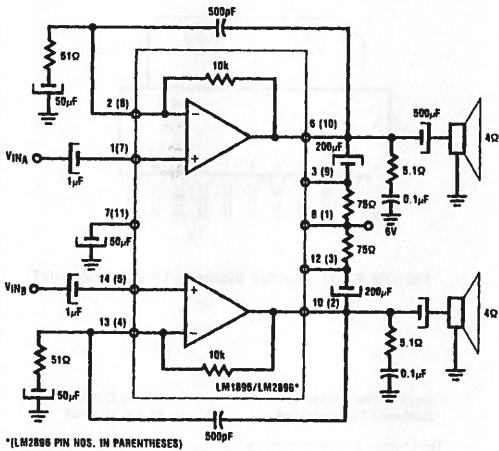 500pF
51Ω
10k
50µF
2 (8)
6 (10)
500µF
200µF
4Ω
VINA
1(7)
3 (9)
5.1Ω
1µF
75Ω
0.1µF
7(11)
8 (1)
6V
50µF
75Ω
12 (3)
VINB
14 (5)
10 (2)
200µF
1µF
4Ω
13 (4)
5.1Ω
51Ω
10k
LM1896/LM2896*
0.1µF
50µF
500pF
*(LM2896 PIN NOS. IN PARENTHESES)